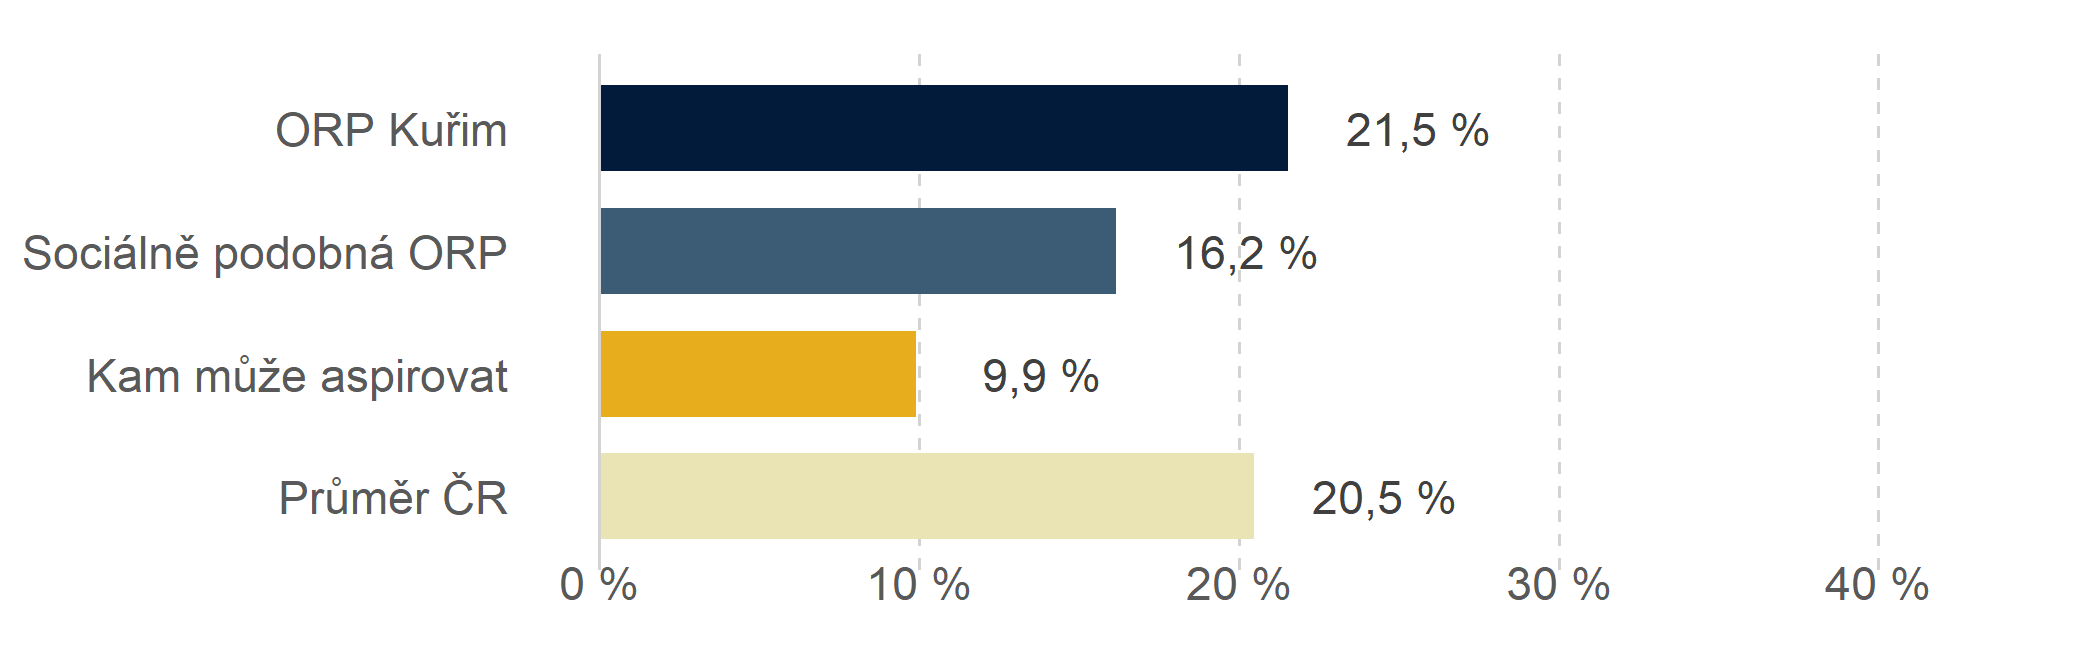 ORP Kuřim
21,5 %
Sociálně podobná ORP
16,2 %
Kam může aspirovat
9,9 %
Průměr ČR
20,5 %
0 %
10 %
20 %
30 %
40 %